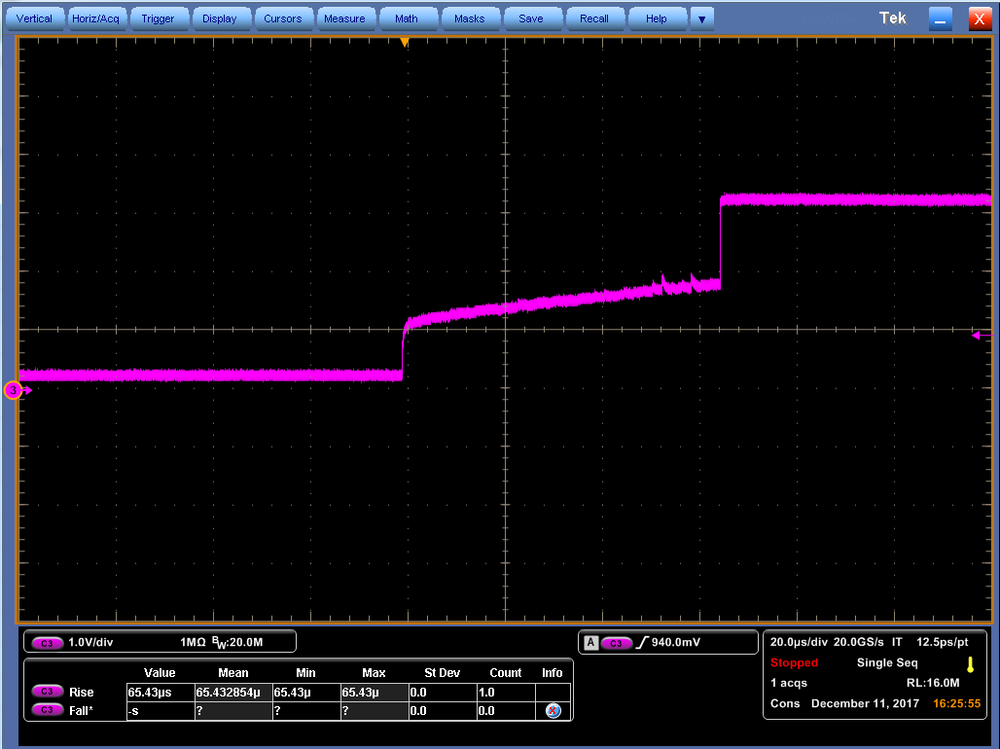 Vertical Horiz/Acq Trigger Display Cursors Measure Math Masks Save Recall Help ▼ Tek X
3
C3 1.0V/div 1MΩ BW:20.0M
A C3 940.0mV
20.0µs/div 20.0GS/s IT 12.5ps/pt
Stopped Single Seq
1 acqs RL:16.0M
Cons December 11, 2017 16:25:55
Value Mean Min Max St Dev Count Info
C3 Rise 65.43µs 65.432854µ 65.43µ 65.43µ 0.0 1.0
C3 Fall* -s ? ? ? 0.0 0.0